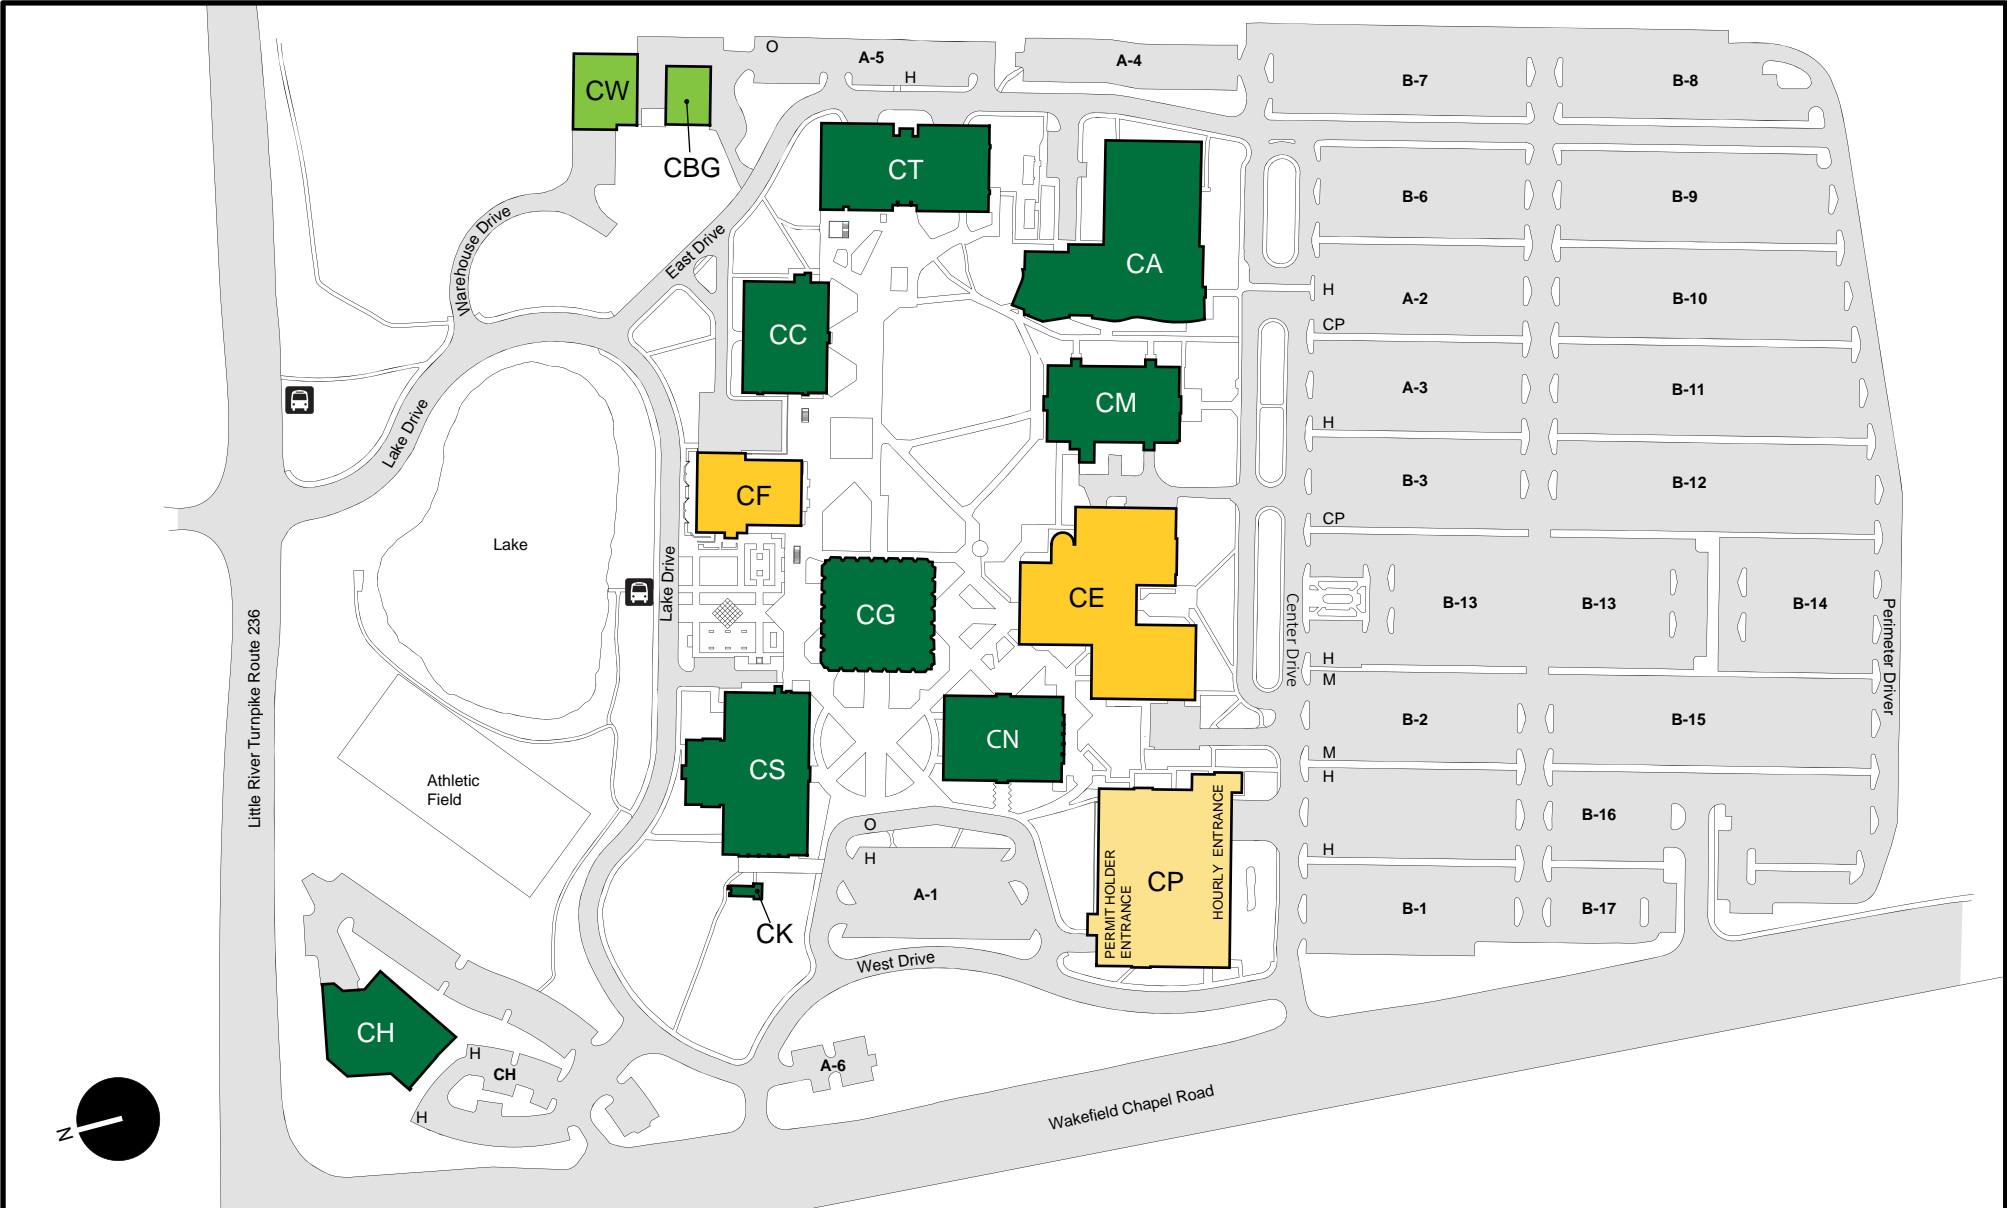 O
A-5
H
A-4
B-7
B-8
CW
CBG
CT
CA
B-6
B-9
Warehouse Drive
East Drive
H
A-2
B-10
CP
CC
CM
A-3
B-11
H
Lake Drive
B-3
B-12
CP
CF
Lake
Lake Drive
CG
CE
Center Drive
B-13
B-13
B-14
Perimeter Driver
H
M
Little River Turnpike Route 236
B-2
B-15
M
H
CN
CS
Athletic
Field
O
H
A-1
B-16
H
B-1
B-17
CP
PERMIT HOLDER
ENTRANCE
HOURLY ENTRANCE
CK
West Drive
CH
H
CH
H
A-6
Wakefield Chapel Road
N